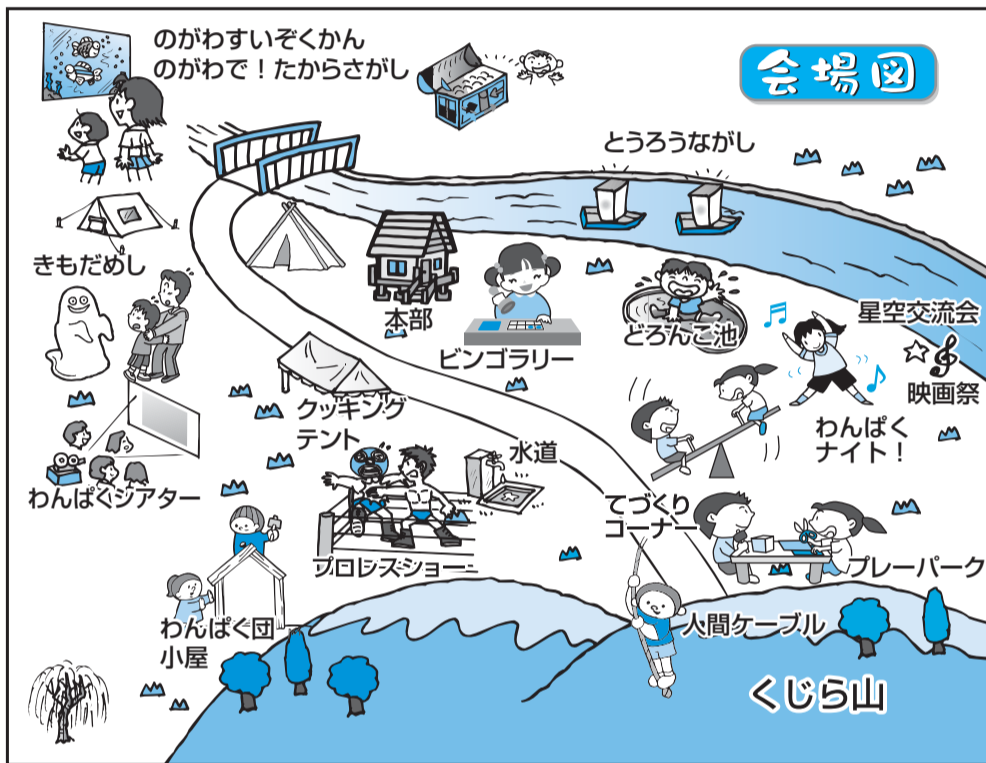 のがわすいぞくかん
のがわで！たからさがし
会場図
とうろうながし
きもだめし
本部
ビンゴラリー
どろんこ池
星空交流会
映画祭
わんぱく
ナイト！
クッキング
テント
水道
わんぱくシアター
プロレスショー
てづくり
コーナー
プレーパーク
わんぱく団
小屋
人間ケーブル
くじら山